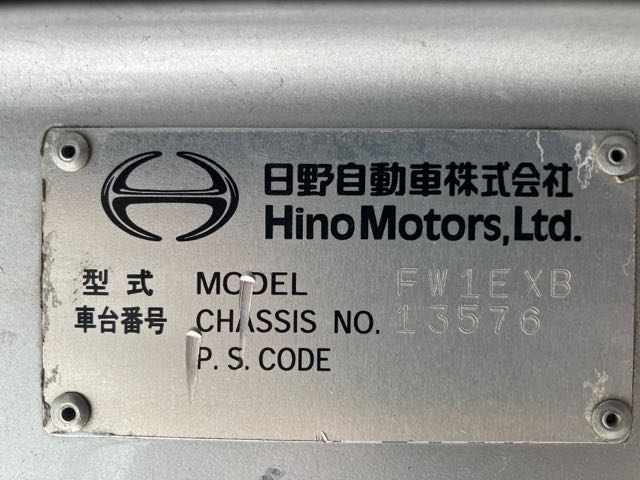 日野自動車株式会社
Hino Motors, Ltd.
型式 MODEL FW1EXB
車台番号 CHASSIS NO. 13576
P.S. CODE